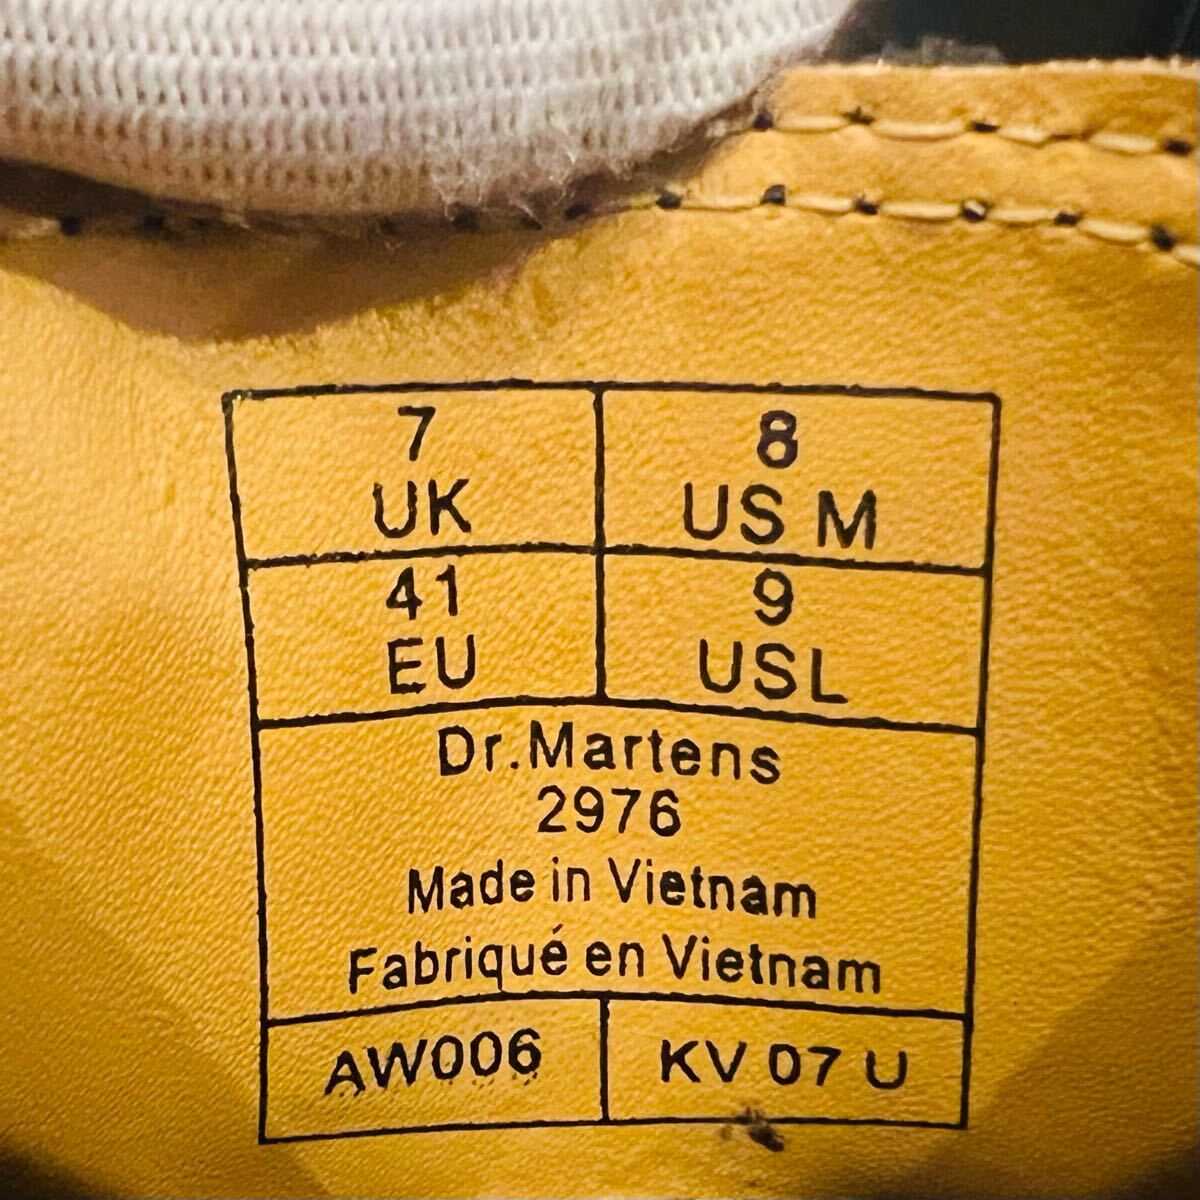 7
UK
8
US M
41
EU
9
USL
Dr.Martens
2976
Made in Vietnam
Fabriqué en Vietnam
AW006
KV 07 U